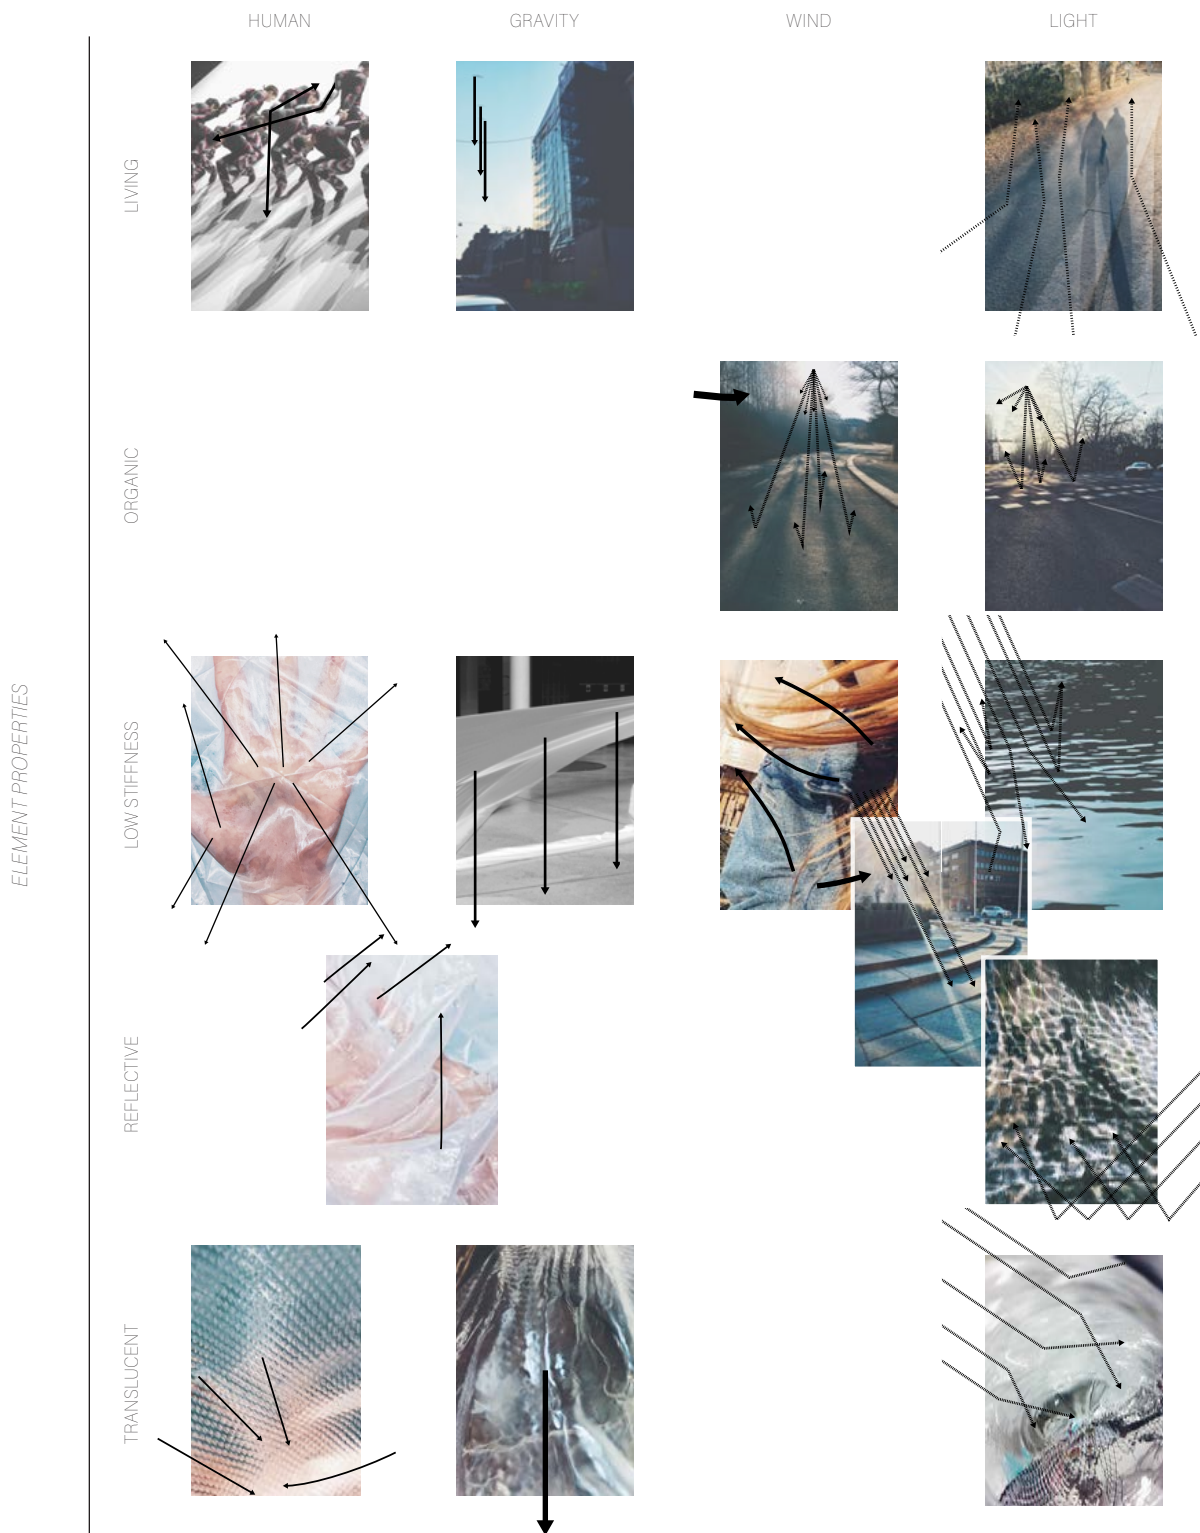 HUMAN
GRAVITY
WIND
LIGHT
LIVING
ORGANIC
LOW STIFFNESS
REFLECTIVE
TRANSLUCENT
ELEMENT PROPERTIES